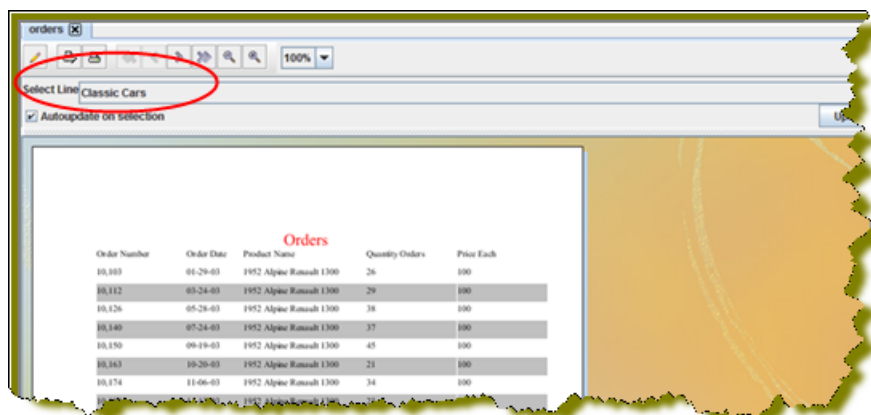 orders
100%
Select Line Classic Cars
Autoupdate on selection
Orders
Order Number Order Date Product Name Quantity Orders Price Each
10,103 01-29-03 1952 Alpine Renault 1300 26 100
10,112 03-24-03 1952 Alpine Renault 1300 29 100
10,126 05-28-03 1952 Alpine Renault 1300 38 100
10,140 07-24-03 1952 Alpine Renault 1300 37 100
10,150 09-19-03 1952 Alpine Renault 1300 45 100
10,163 10-20-03 1952 Alpine Renault 1300 21 100
10,174 11-06-03 1952 Alpine Renault 1300 34 100